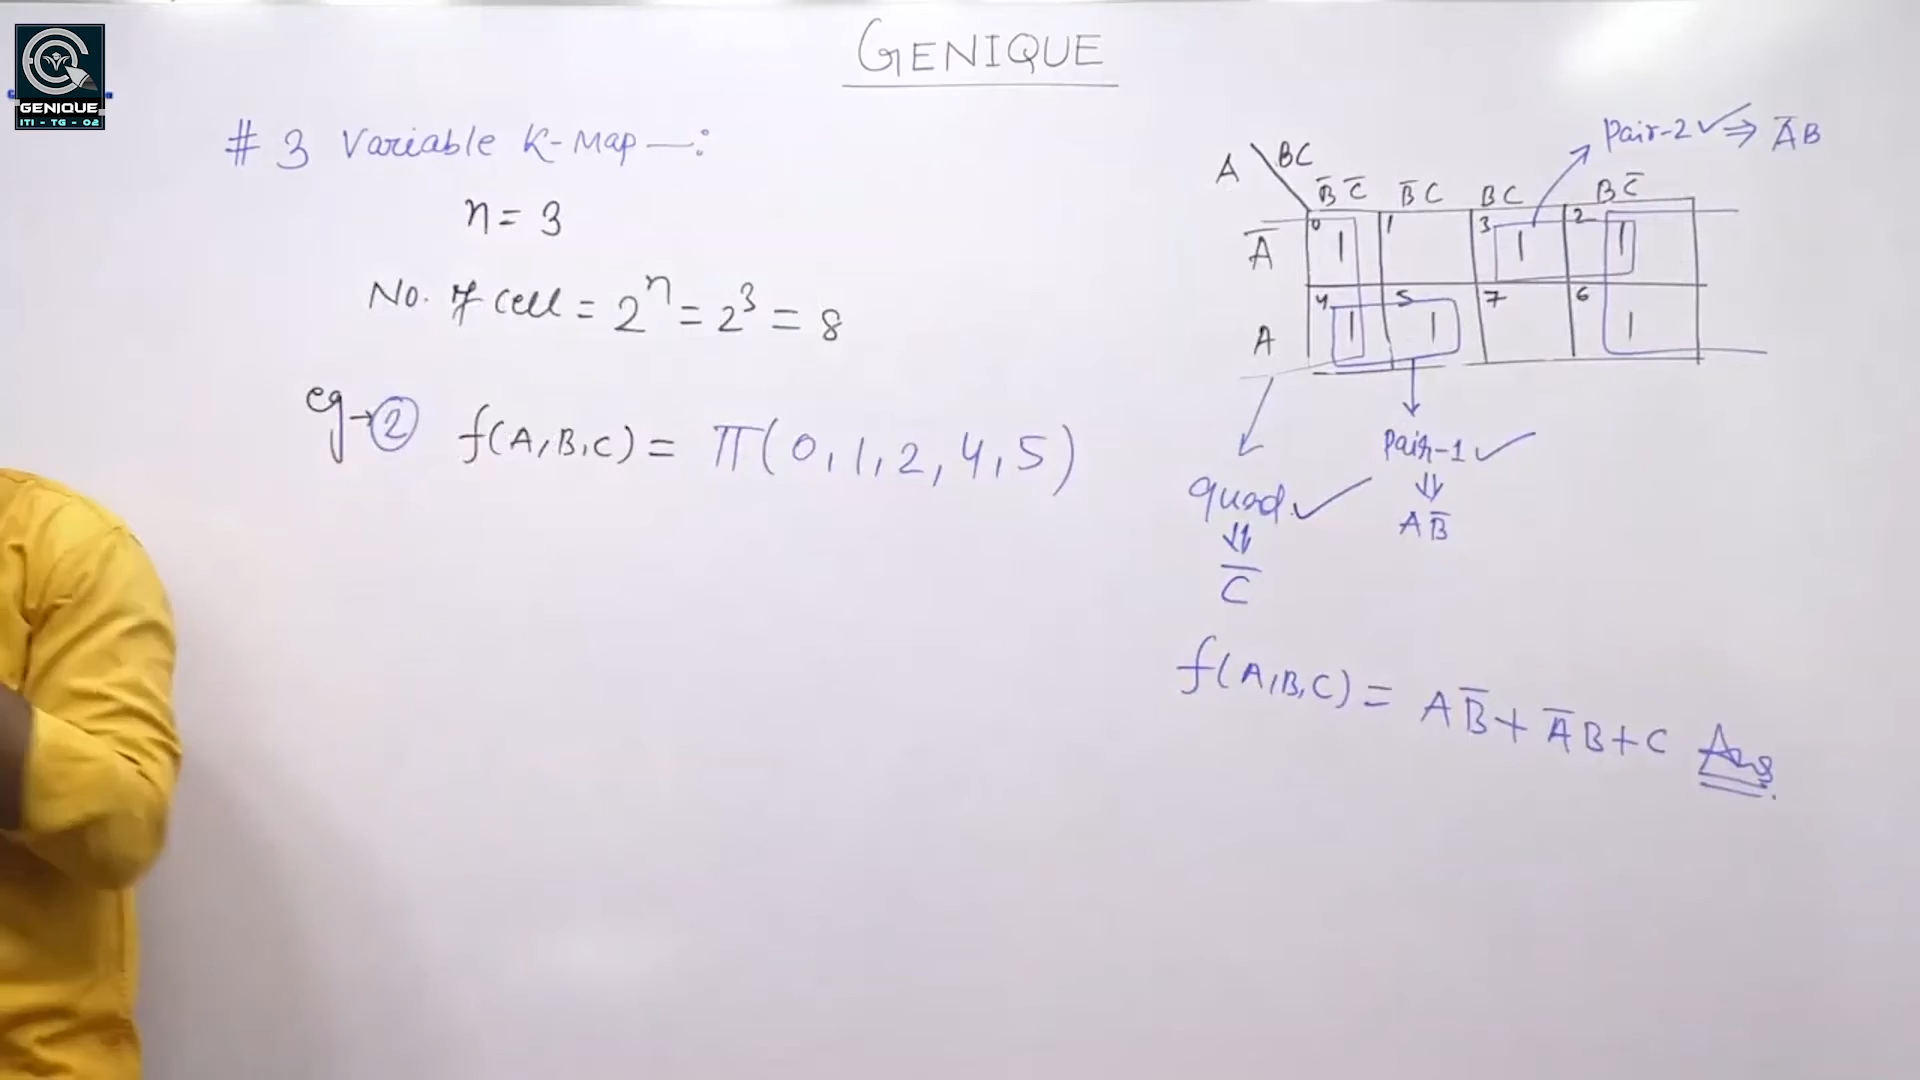 GENIQUE
GENIQUE
ITI - TG - 02
# 3 Variable K-Map —:
n = 3
No. of cell = 2ⁿ = 2³ = 8
eg → ② f(A,B,C) = π(0,1,2,4,5)
Pair-2 ✓ ⇒ A̅B
A \ BC
B̅C̅ B̅C BC BC̅
A̅ 0 1 1 3 1 2 1
A 4 1 5 1 7 6 1
Pair-1 ✓
⇓
AB̅
quad ✓
⇓
C̅
f(A,B,C) = AB̅ + A̅B + C Ans